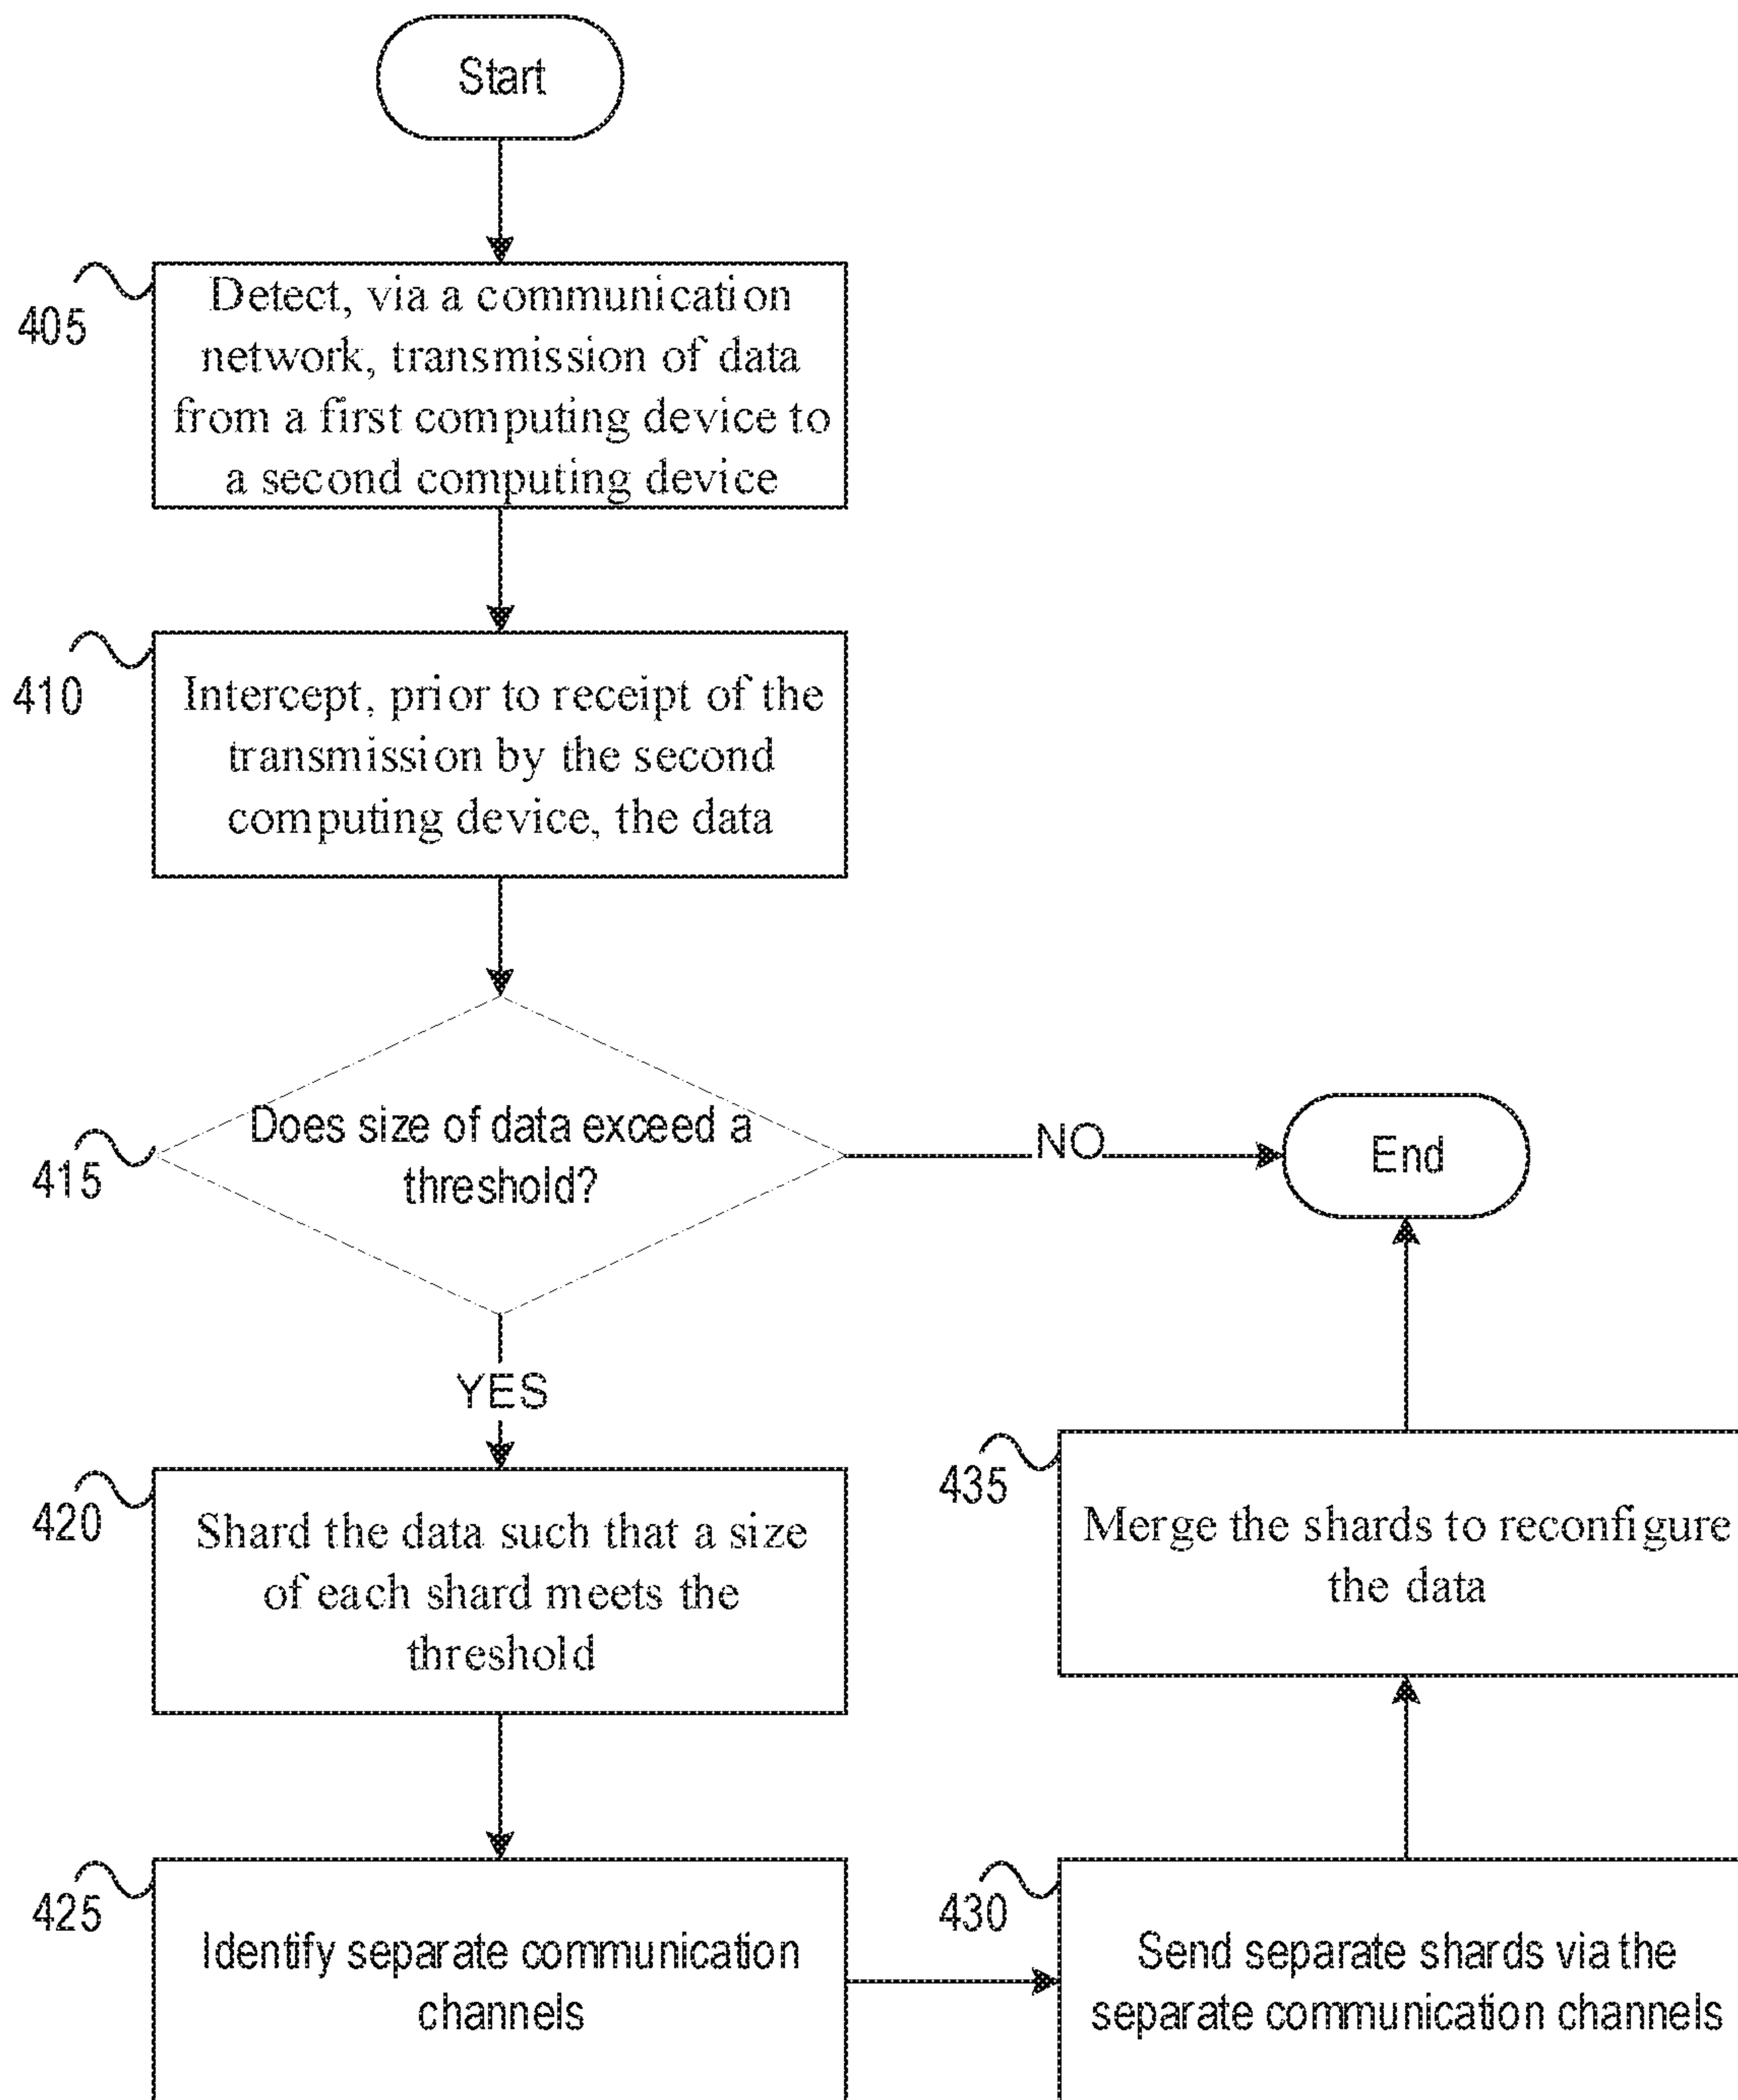 Start
405
Detect, via a communication
network, transmission of data
from a first computing device to
a second computing device
410
Intercept, prior to receipt of the
transmission by the second
computing device, the data
415
Does size of data exceed a
threshold?
NO
End
YES
420
Shard the data such that a size
of each shard meets the
threshold
425
Identify separate communication
channels
430
Send separate shards via the
separate communication channels
435
Merge the shards to reconfigure
the data